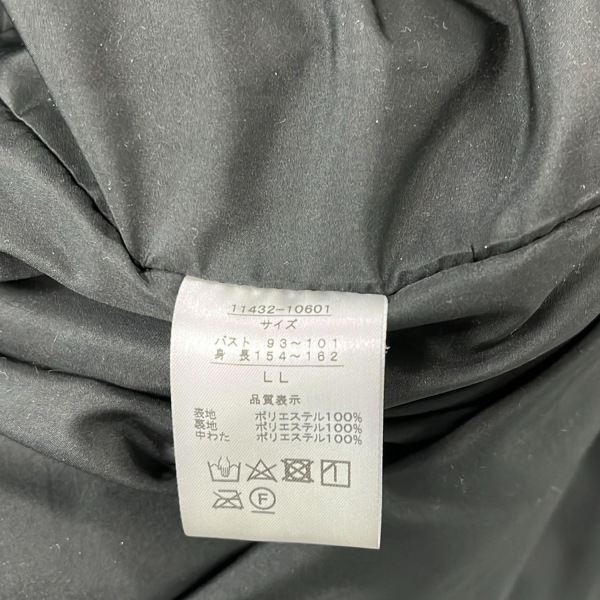 11432-10601
サイズ
バスト 93~101
身 長 154~162
LL
品質表示
表地 ポリエステル100%
裏地 ポリエステル100%
中わた ポリエステル100%
F